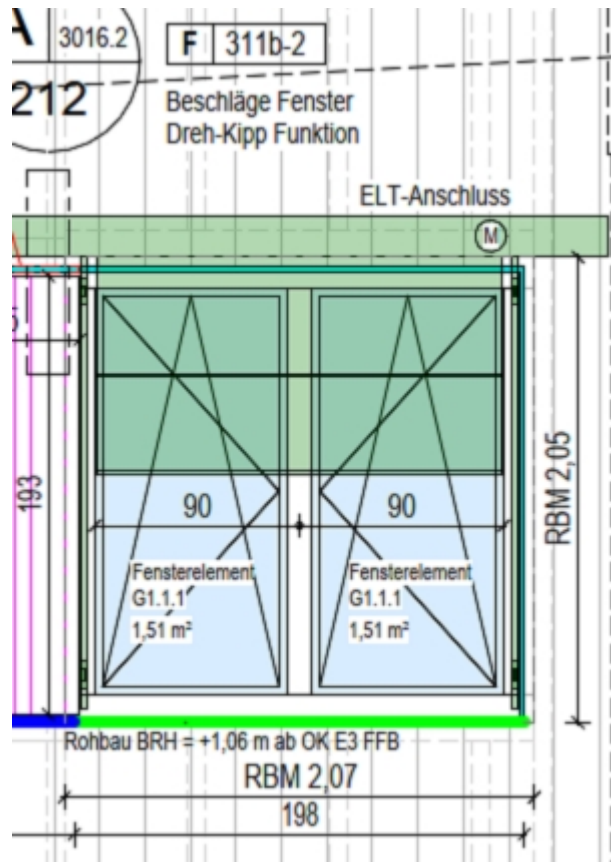 A 3016.2
212
F 311b-2
Beschläge Fenster
Dreh-Kipp Funktion
ELT-Anschluss
M
193
90
90
RBM 2,05
Fensterelement
G1.1.1
1,51 m²
Fensterelement
G1.1.1
1,51 m²
Rohbau BRH = +1,06 m ab OK E3 FFB
RBM 2,07
198